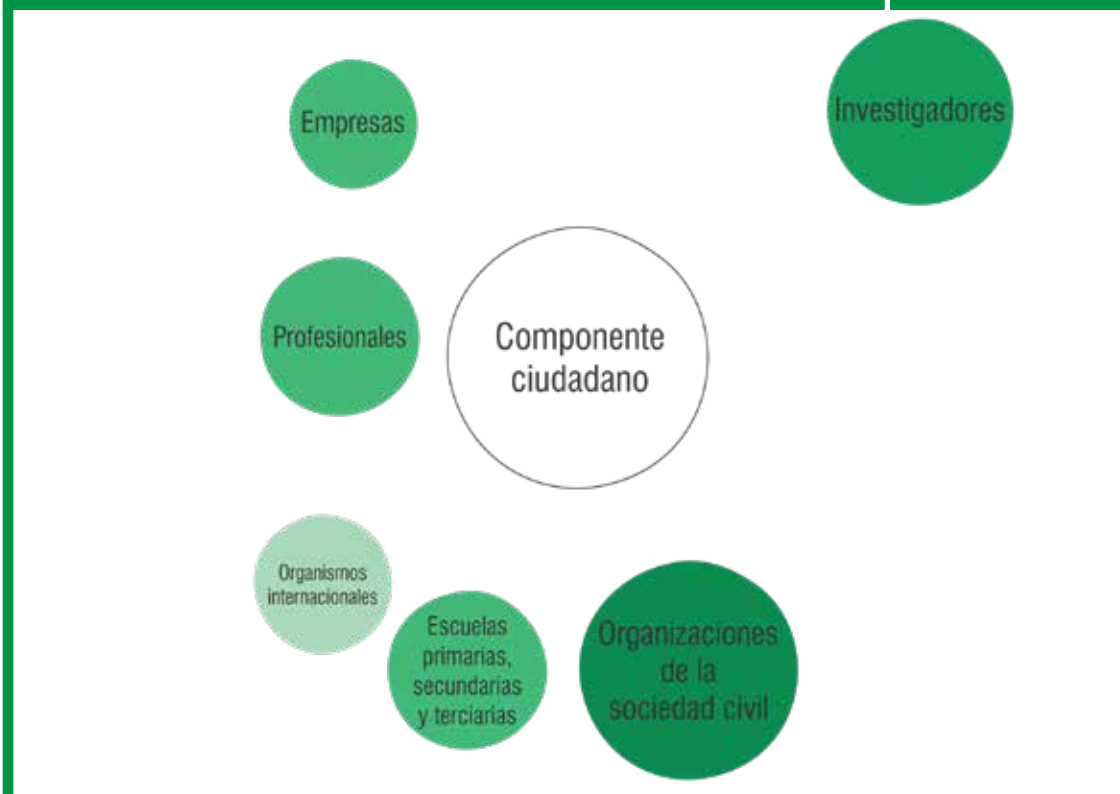 Empresas
Investigadores
Profesionales
Componente
ciudadano
Organismos
internacionales
Escuelas
primarias,
secundarias
y terciarias
Organizaciones
de la
sociedad civil